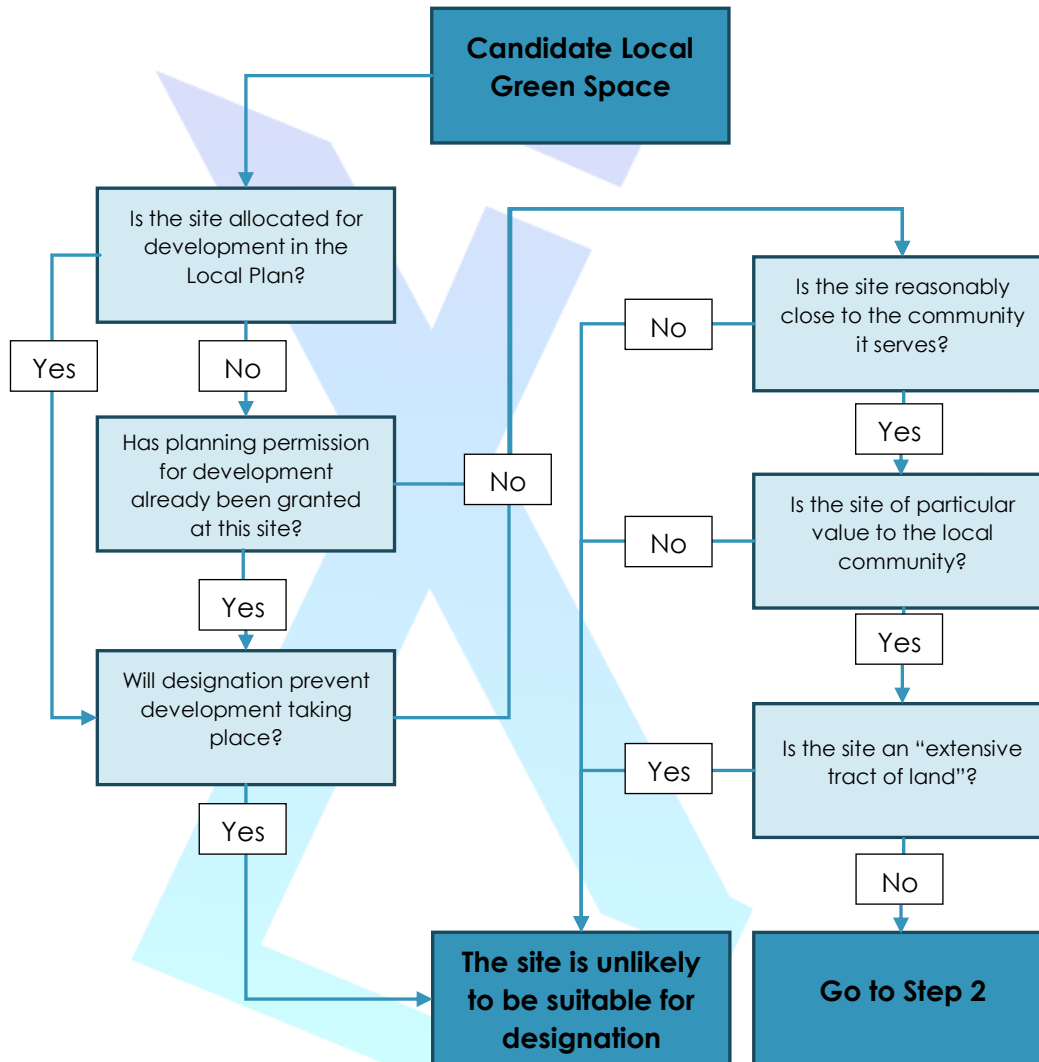 Candidate Local
Green Space
Is the site allocated for
development in the
Local Plan?
Yes
No
Has planning permission
for development
already been granted
at this site?
No
Yes
Will designation prevent
development taking
place?
Yes
Is the site reasonably
close to the community
it serves?
No
Yes
Is the site of particular
value to the local
community?
No
Yes
Is the site an “extensive
tract of land”?
Yes
No
The site is unlikely
to be suitable for
designation
Go to Step 2